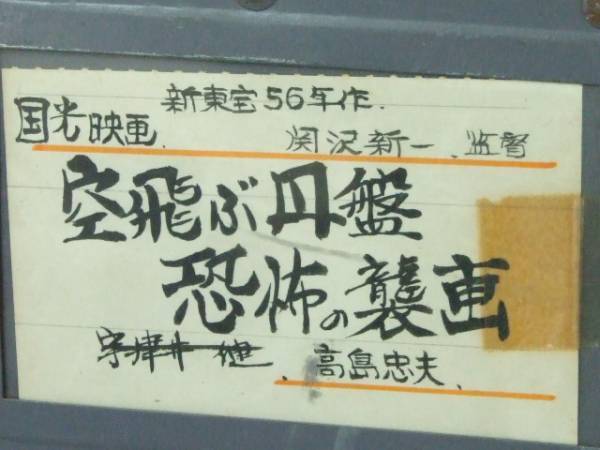 新東宝56年作.
国光映画. 関沢新一、監督
空飛ぶ円盤
恐怖の襲撃
宇津井健、高島忠夫、